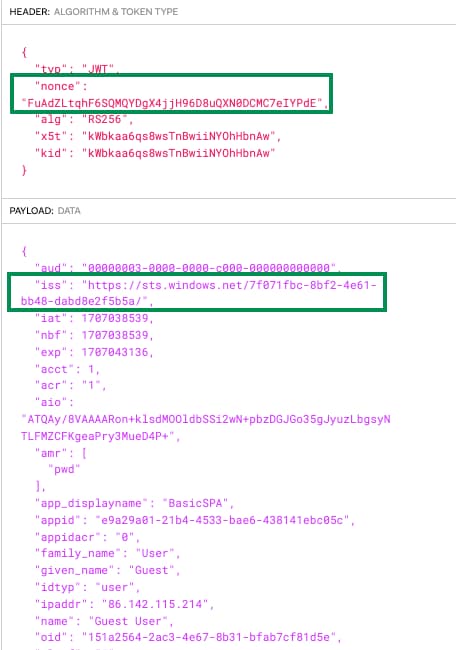 HEADER: ALGORITHM & TOKEN TYPE
{
"typ": "JWT",
"nonce":
"FuAdZLtqhF6SQMQYDgX4jjH96D8uQXN0DCMC7eIYPdE",
"alg": "RS256",
"x5t": "kWbkaa6qs8wsTnBwiiNYOhHbnAw",
"kid": "kWbkaa6qs8wsTnBwiiNYOhHbnAw"
}
PAYLOAD: DATA
{
"aud": "00000003-0000-0000-c000-000000000000",
"iss": "https://sts.windows.net/7f071fbc-8bf2-4e61-
bb48-dabd8e2f5b5a/",
"iat": 1707038539,
"nbf": 1707038539,
"exp": 1707043136,
"acct": 1,
"acr": "1",
"aio":
"ATQAy/8VAAAARon+klsdMOOldbSSi2wN+pbzDGJGo35gJyuzLbgsyN
TLFMZCFKgeaPry3MueD4P+",
"amr": [
"pwd"
],
"app_displayname": "BasicSPA",
"appid": "e9a29a01-21b4-4533-bae6-438141ebc05c",
"appidacr": "0",
"family_name": "User",
"given_name": "Guest",
"idtyp": "user",
"ipaddr": "86.142.115.214",
"name": "Guest User",
"oid": "151a2564-2ac3-4e67-8b31-bfab7cf81d5e",